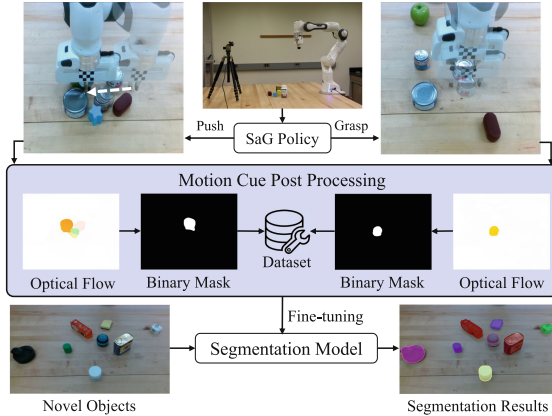 Push
SaG Policy
Grasp
Motion Cue Post Processing
Optical Flow
Binary Mask
Dataset
Binary Mask
Optical Flow
Fine-tuning
Segmentation Model
Novel Objects
Segmentation Results